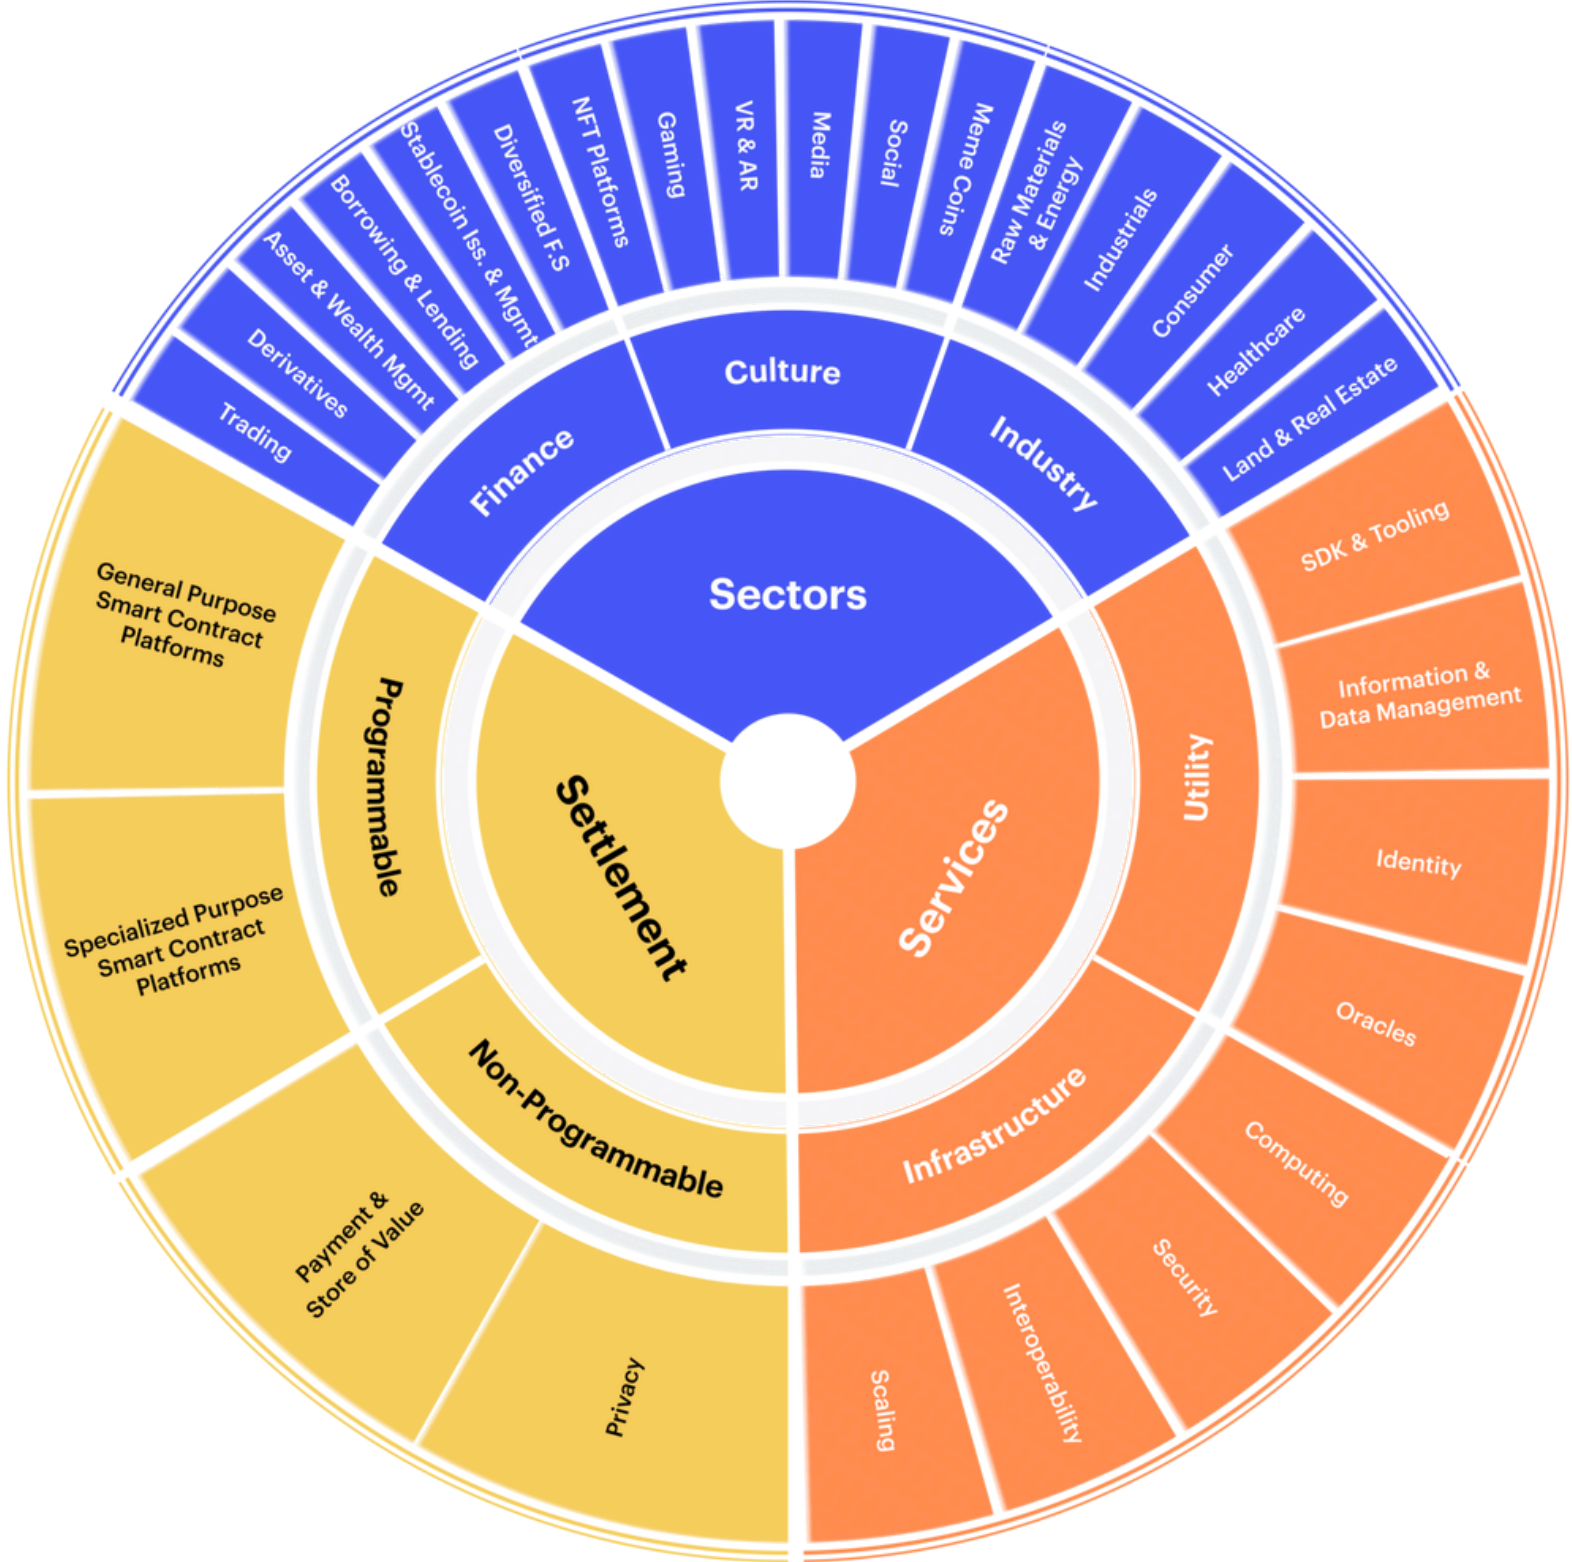 Sectors
Finance
Culture
Industry
Trading
Derivatives
Asset & Wealth Mgmt
Borrowing & Lending
Stablecoin Iss. & Mgmt
Diversified F.S
NFT Platforms
Gaming
VR & AR
Media
Social
Meme Coins
Raw Materials
& Energy
Industrials
Consumer
Healthcare
Land & Real Estate
Services
Utility
SDK & Tooling
Information &
Data Management
Identity
Oracles
Infrastructure
Computing
Security
Interoperability
Scaling
Settlement
Non-Programmable
Privacy
Payment &
Store of Value
Programmable
Specialized Purpose
Smart Contract
Platforms
General Purpose
Smart Contract
Platforms